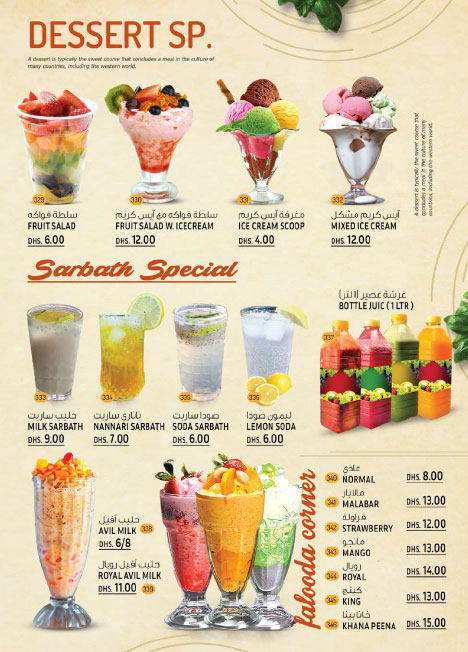 DESSERT SP.
A dessert is typically the sweet course that concludes a meal in the culture of
many countries, including the western world.
A dessert is typically the sweet course that
concludes a meal in the culture of many
countries, including the western world.
329
سلطة فواكه
FRUIT SALAD
DHS. 6.00
330
سلطة فواكه مع آيس كريم
FRUIT SALAD W. ICECREAM
DHS. 12.00
331
مغرفة آيس كريم
ICE CREAM SCOOP
DHS. 4.00
332
آيس كريم مشكل
MIXED ICE CREAM
DHS. 12.00
Sarbath Special
333
حليب ساربت
MILK SARBATH
DHS. 9.00
334
ناناري ساربت
NANNARI SARBATH
DHS. 7.00
335
صودا ساربت
SODA SARBATH
DHS. 6.00
336
ليمون صودا
LEMON SODA
DHS. 6.00
غرشة عصير (١ لتر)
BOTTLE JUIC ( 1 LTR )
337
حليب أفيل
AVIL MILK 338
DHS. 6/8
حليب أفيل رويال
ROYAL AVIL MILK
DHS. 11.00 339
falooda corner
عادي
340 NORMAL DHS. 8.00
مالابار
341 MALABAR DHS. 13.00
فراولة
342 STRAWBERRY DHS. 12.00
مانجو
343 MANGO DHS. 13.00
رويال
344 ROYAL DHS. 14.00
كينج
345 KING DHS. 13.00
خانا بينا
346 KHANA PEENA DHS. 15.00